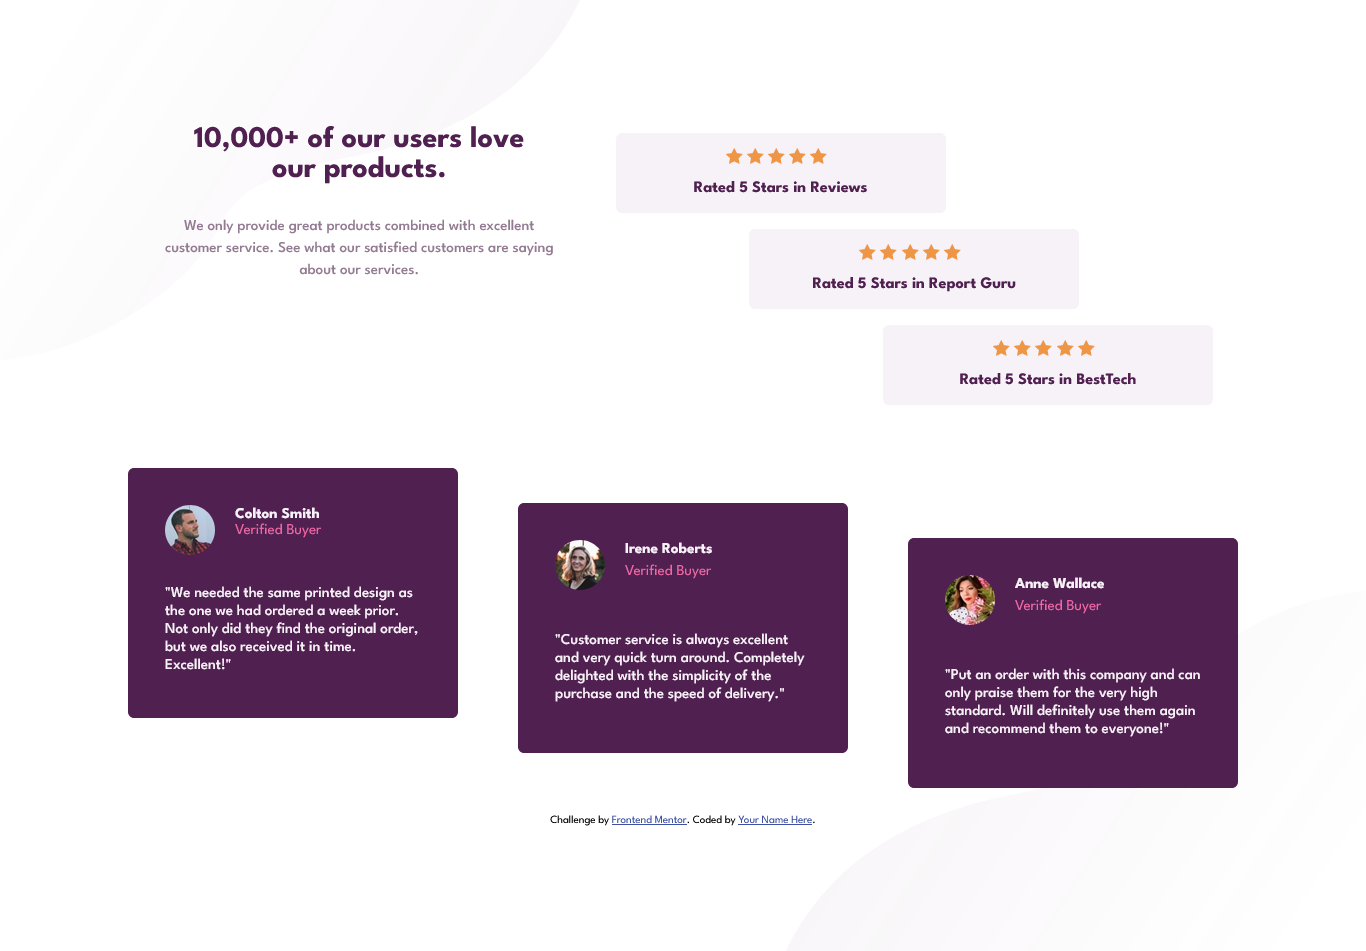 10,000+ of our users love
our products.
We only provide great products combined with excellent
customer service. See what our satisfied customers are saying
about our services.
Rated 5 Stars in Reviews
Rated 5 Stars in Report Guru
Rated 5 Stars in BestTech
Colton Smith
Verified Buyer
"We needed the same printed design as
the one we had ordered a week prior.
Not only did they find the original order,
but we also received it in time.
Excellent!"
Irene Roberts
Verified Buyer
"Customer service is always excellent
and very quick turn around. Completely
delighted with the simplicity of the
purchase and the speed of delivery."
Anne Wallace
Verified Buyer
"Put an order with this company and can
only praise them for the very high
standard. Will definitely use them again
and recommend them to everyone!"
Challenge by Frontend Mentor. Coded by Your Name Here.